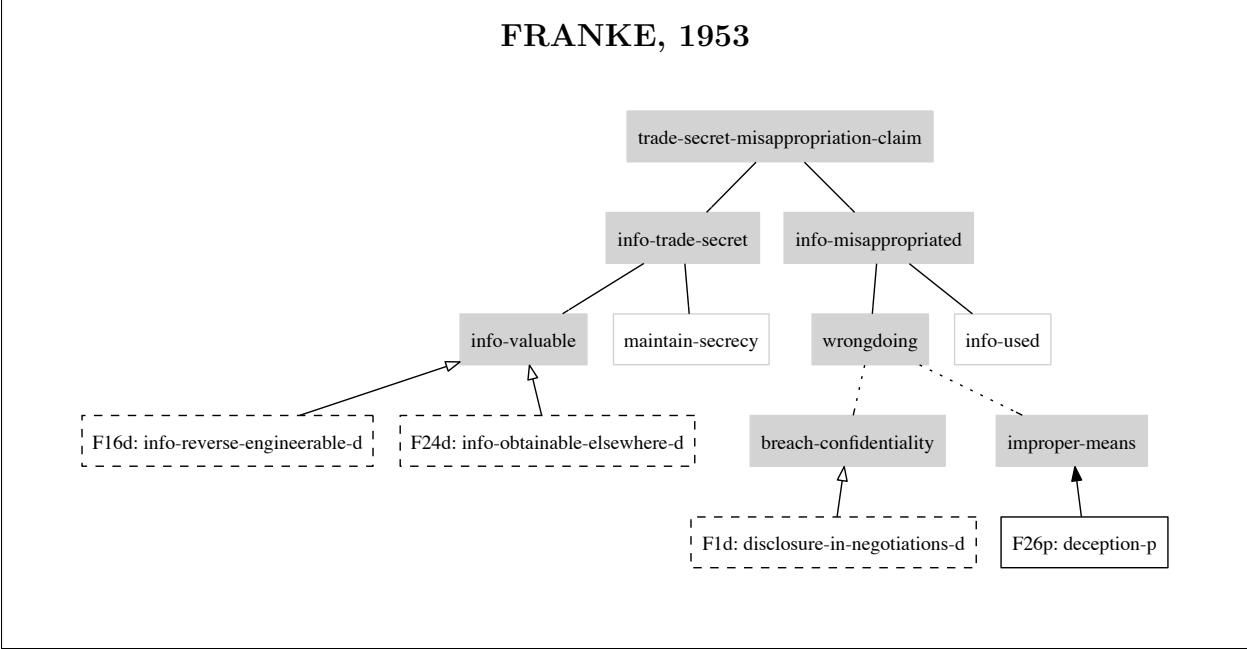 FRANKE, 1953
trade-secret-misappropriation-claim
info-trade-secret
info-misappropriated
info-valuable
maintain-secrecy
wrongdoing
info-used
F16d: info-reverse-engineerable-d
F24d: info-obtainable-elsewhere-d
breach-confidentiality
improper-means
F1d: disclosure-in-negotiations-d
F26p: deception-p